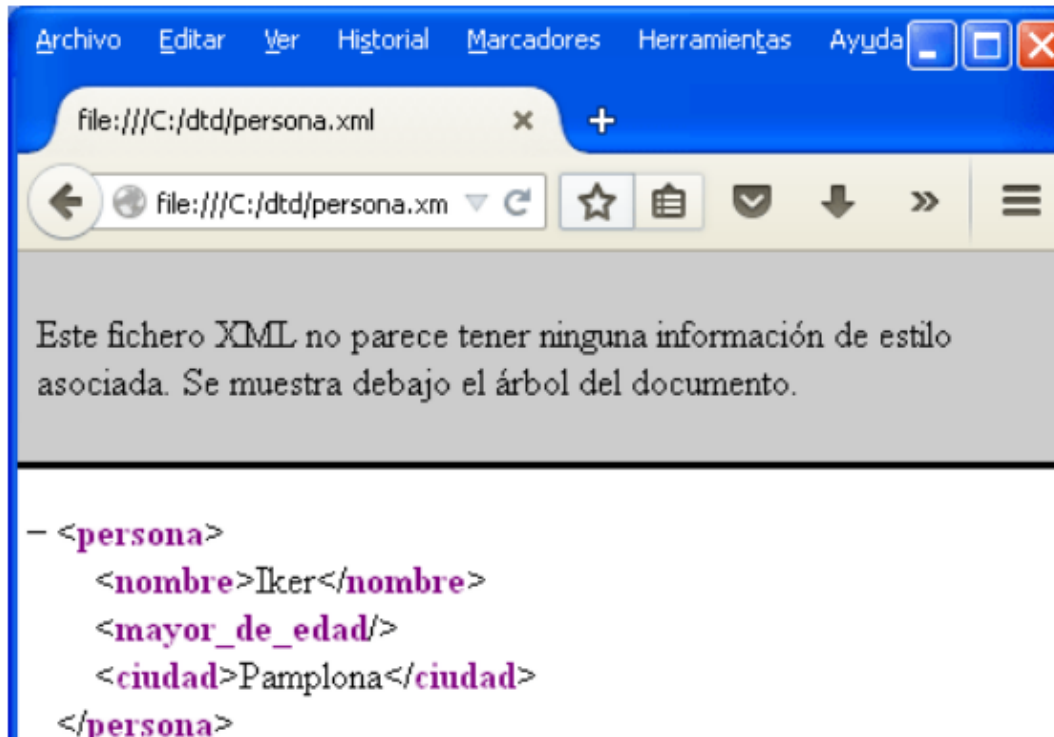 Archivo Editar Ver Historial Marcadores Herramientas Ayuda
file:///C:/dtd/persona.xml
file:///C:/dtd/persona.xm
Este fichero XML no parece tener ninguna información de estilo
asociada. Se muestra debajo el árbol del documento.
– <persona>
<nombre>Iker</nombre>
<mayor_de_edad/>
<ciudad>Pamplona</ciudad>
</persona>